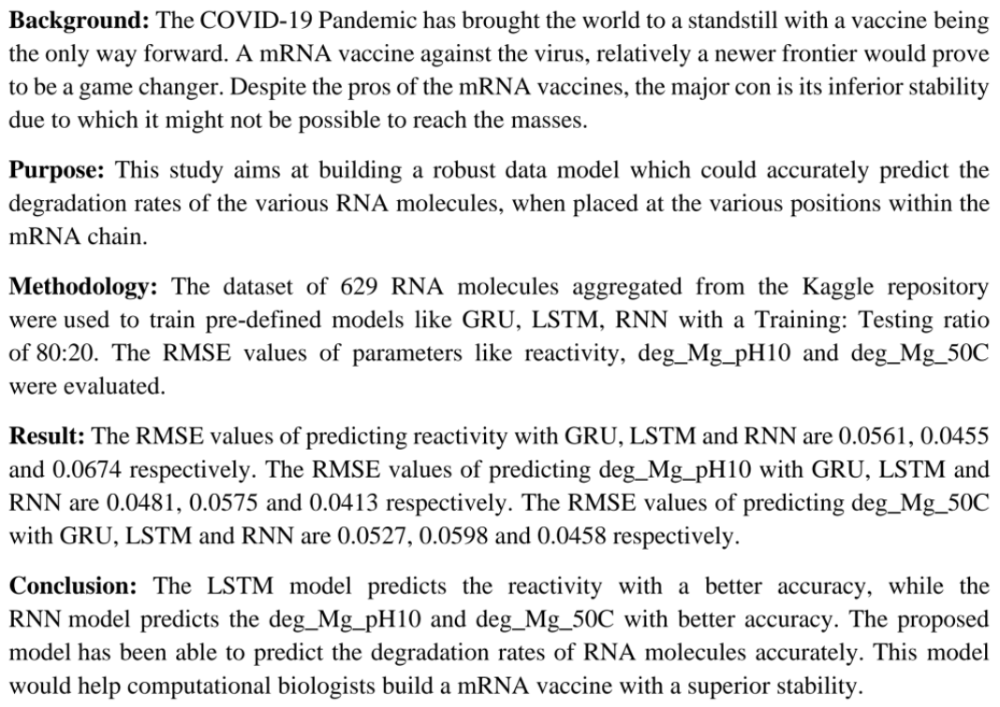 Background: The COVID-19 Pandemic has brought the world to a standstill with a vaccine being
the only way forward. A mRNA vaccine against the virus, relatively a newer frontier would prove
to be a game changer. Despite the pros of the mRNA vaccines, the major con is its inferior stability
due to which it might not be possible to reach the masses.
Purpose: This study aims at building a robust data model which could accurately predict the
degradation rates of the various RNA molecules, when placed at the various positions within the
mRNA chain.
Methodology: The dataset of 629 RNA molecules aggregated from the Kaggle repository
were used to train pre-defined models like GRU, LSTM, RNN with a Training: Testing ratio
of 80:20. The RMSE values of parameters like reactivity, deg_Mg_pH10 and deg_Mg_50C
were evaluated.
Result: The RMSE values of predicting reactivity with GRU, LSTM and RNN are 0.0561, 0.0455
and 0.0674 respectively. The RMSE values of predicting deg_Mg_pH10 with GRU, LSTM and
RNN are 0.0481, 0.0575 and 0.0413 respectively. The RMSE values of predicting deg_Mg_50C
with GRU, LSTM and RNN are 0.0527, 0.0598 and 0.0458 respectively.
Conclusion: The LSTM model predicts the reactivity with a better accuracy, while the
RNN model predicts the deg_Mg_pH10 and deg_Mg_50C with better accuracy. The proposed
model has been able to predict the degradation rates of RNA molecules accurately. This model
would help computational biologists build a mRNA vaccine with a superior stability.